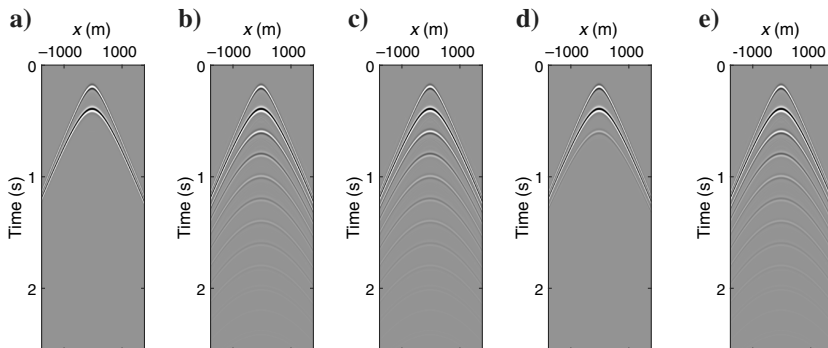 a) b) c) d) e)
x (m) x (m) x (m) x (m) x (m)
−1000 1000 −1000 1000 −1000 1000 −1000 1000 -1000 1000
0 0 0 0 0
1 1 1 1 1
Time (s) Time (s) Time (s) Time (s) Time (s)
2 2 2 2 2